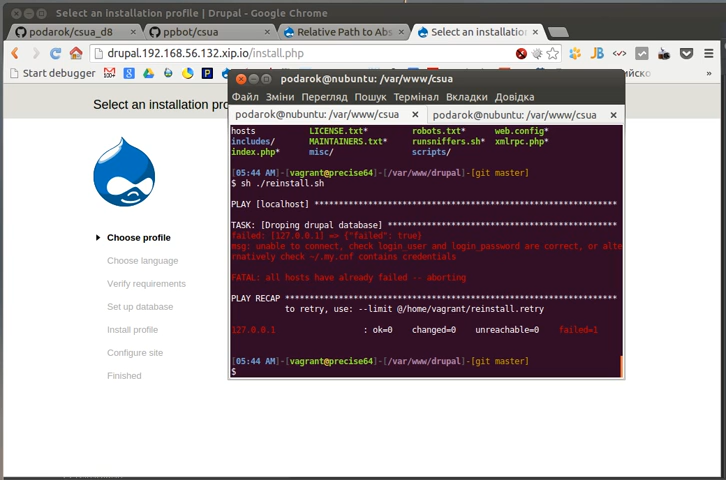 Select an installation profile | Drupal - Google Chrome
podarok/csua_d8
ppbot/csua
Relative Path to Abs
Select an installation
drupal.192.168.56.132.xip.io/install.php
Start debugger
Select an installation pro
podarok@nubuntu: /var/www/csua
Файл Зміни Перегляд Пошук Термінал Вкладки Довідка
podarok@nubuntu: /var/www/csua
podarok@nubuntu: /var/www/csua
hosts LICENSE.txt* robots.txt* web.config*
includes/ MAINTAINERS.txt* runsniffers.sh* xmlrpc.php*
index.php* misc/ scripts/
[05:44 AM]-[vagrant@precise64]-[/var/www/drupal]-[git master]
$ sh ./reinstall.sh
PLAY [localhost] **************************************************************
TASK: [Droping drupal database] ***********************************************
failed: [127.0.0.1] => {"failed": true}
msg: unable to connect, check login_user and login_password are correct, or alte
rnatively check ~/.my.cnf contains credentials
FATAL: all hosts have already failed -- aborting
PLAY RECAP ********************************************************************
to retry, use: --limit @/home/vagrant/reinstall.retry
127.0.0.1 : ok=0 changed=0 unreachable=0 failed=1
[05:44 AM]-[vagrant@precise64]-[/var/www/drupal]-[git master]
$
Choose profile
Choose language
Verify requirements
Set up database
Install profile
Configure site
Finished